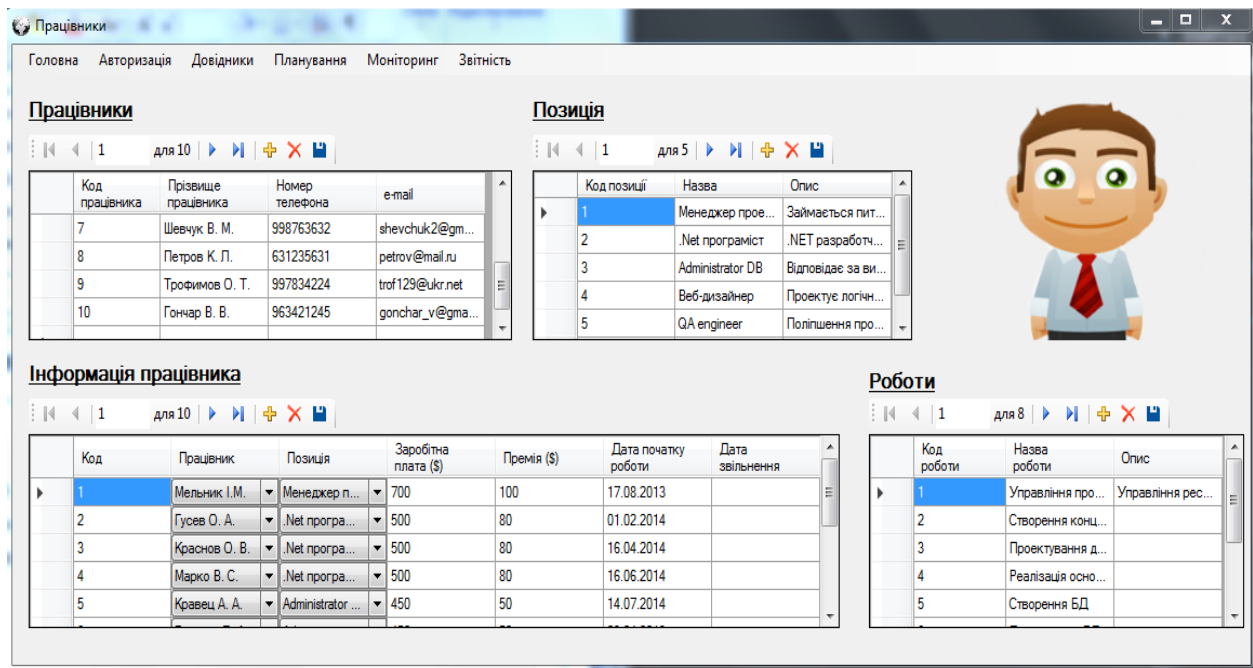 Працівники
Головна Авторизація Довідники Планування Моніторинг Звітність
Працівники
1 для 10
Код працівника Прізвище працівника Номер телефона e-mail
7 Шевчук В. М. 998763632 shevchuk2@gm...
8 Петров К. Л. 631235631 petrov@mail.ru
9 Трофимов О. Т. 997834224 trof129@ukr.net
10 Гончар В. В. 963421245 gonchar_v@gma...
Позиція
1 для 5
Код позиції Назва Опис
1 Менеджер прое... Займається пит...
2 .Net програміст .NET разработч...
3 Administrator DB Відповідає за ви...
4 Веб-дизайнер Проектує логічн...
5 QA engineer Поліпшення про...
Інформація працівника
1 для 10
Код Працівник Позиція Заробітна плата ($) Премія ($) Дата початку роботи Дата звільнення
1 Мельник І.М. Менеджер п... 700 100 17.08.2013
2 Гусев О. А. .Net програ... 500 80 01.02.2014
3 Краснов О. В. .Net програ... 500 80 16.04.2014
4 Марко В. С. .Net програ... 500 80 16.06.2014
5 Кравец А. А. Administrator ... 450 50 14.07.2014
Роботи
1 для 8
Код роботи Назва роботи Опис
1 Управління про... Управління рес...
2 Створення конц...
3 Проектування д...
4 Реалізація осно...
5 Створення БД